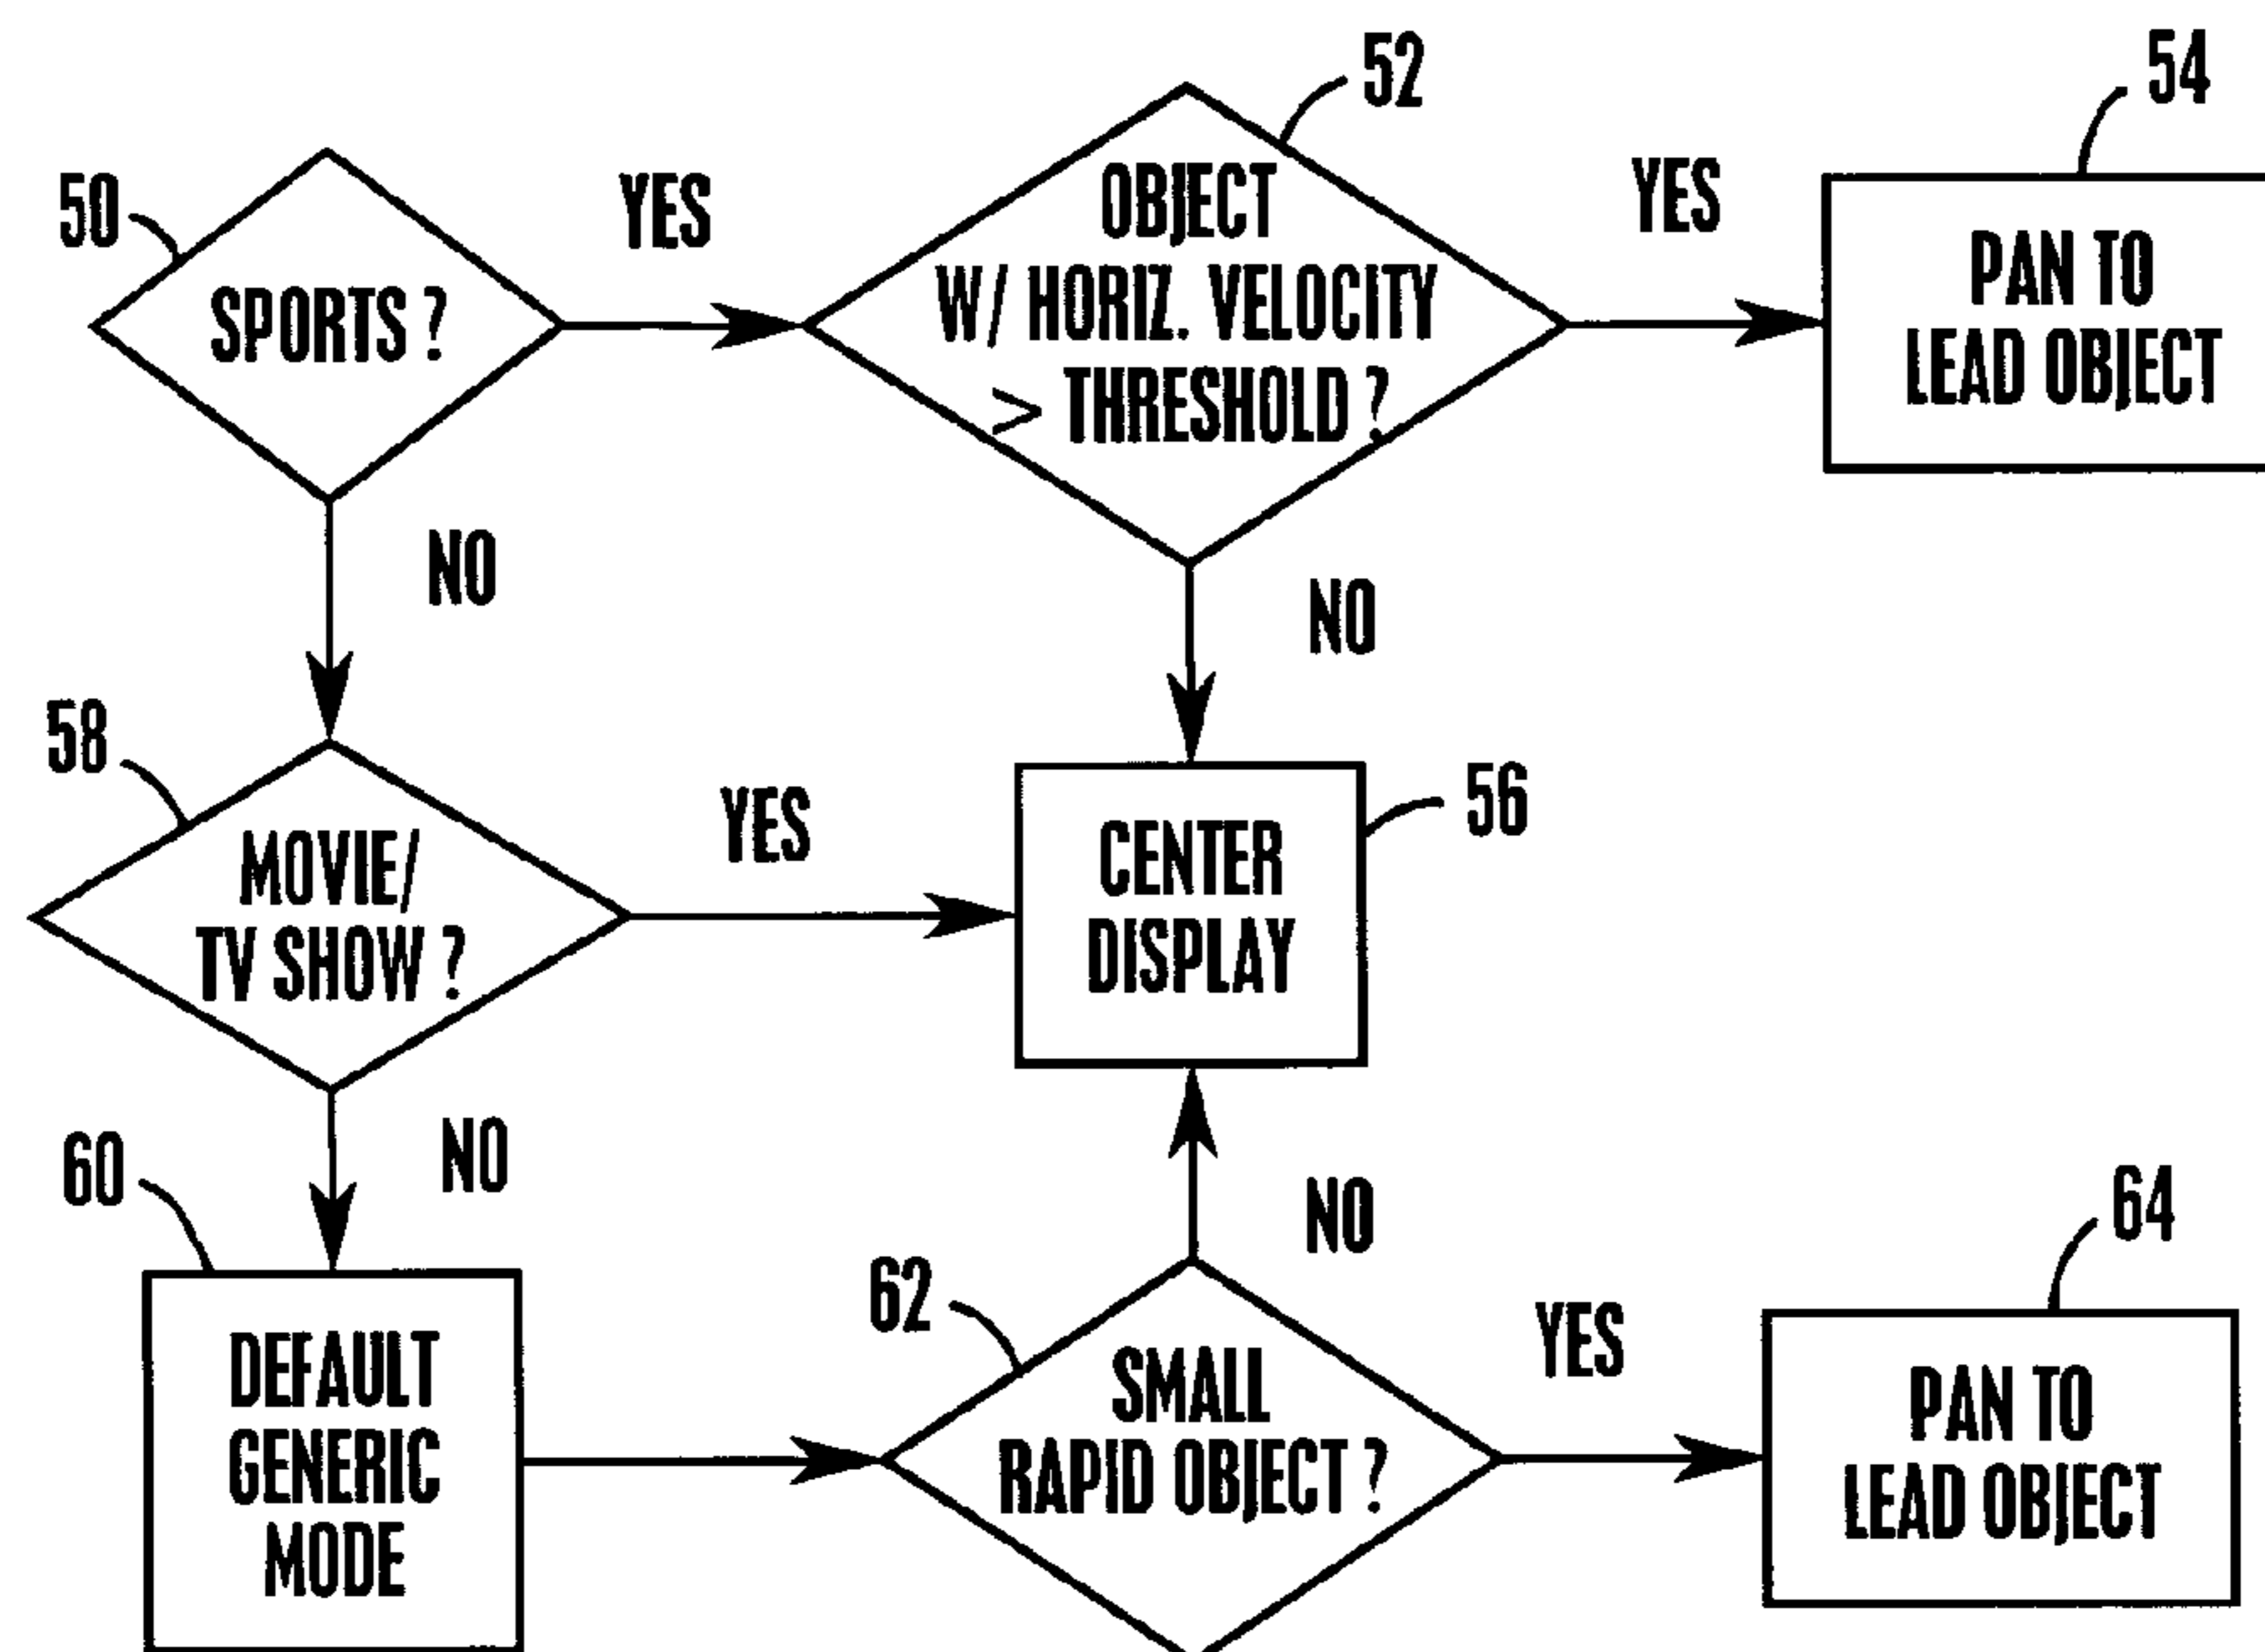 50
SPORTS ?
YES
52
OBJECT
W/ HORIZ. VELOCITY
> THRESHOLD ?
YES
54
PAN TO
LEAD OBJECT
NO
NO
58
MOVIE/
TV SHOW ?
YES
CENTER
DISPLAY
56
NO
60
DEFAULT
GENERIC
MODE
NO
62
SMALL
RAPID OBJECT ?
YES
64
PAN TO
LEAD OBJECT